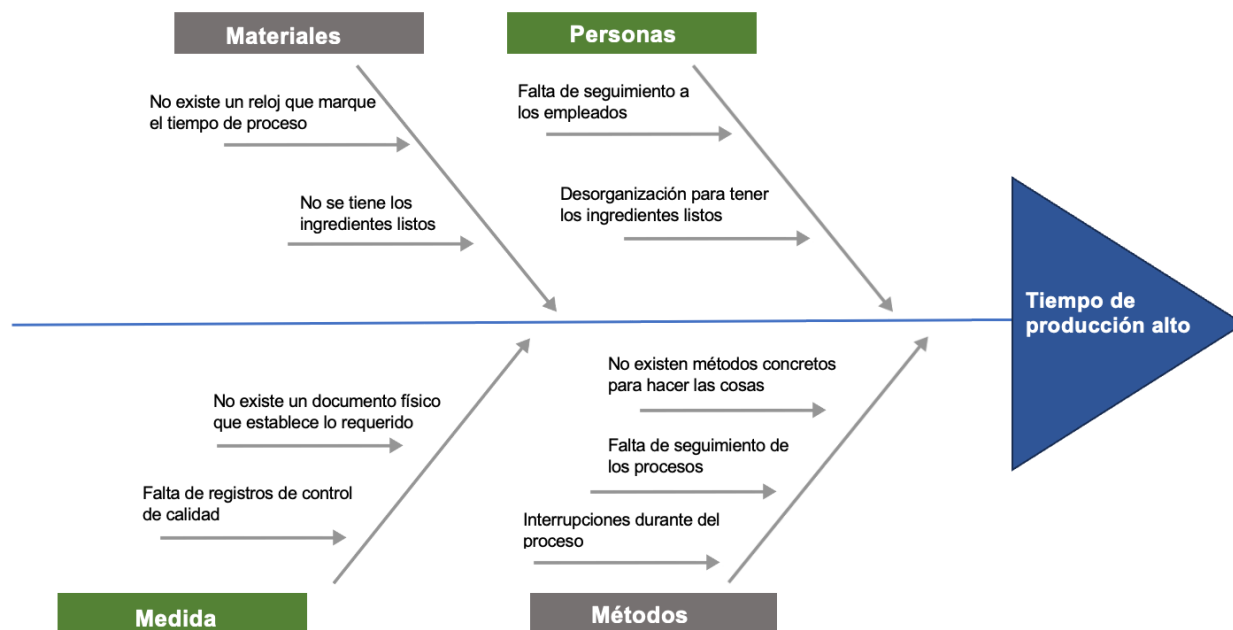 Materiales
Personas
No existe un reloj que marque
el tiempo de proceso
No se tiene los
ingredientes listos
Falta de seguimiento a
los empleados
Desorganización para tener
los ingredientes listos
Tiempo de
producción alto
No existe un documento físico
que establece lo requerido
Falta de registros de control
de calidad
No existen métodos concretos
para hacer las cosas
Falta de seguimiento de
los procesos
Interrupciones durante del
proceso
Medida
Métodos